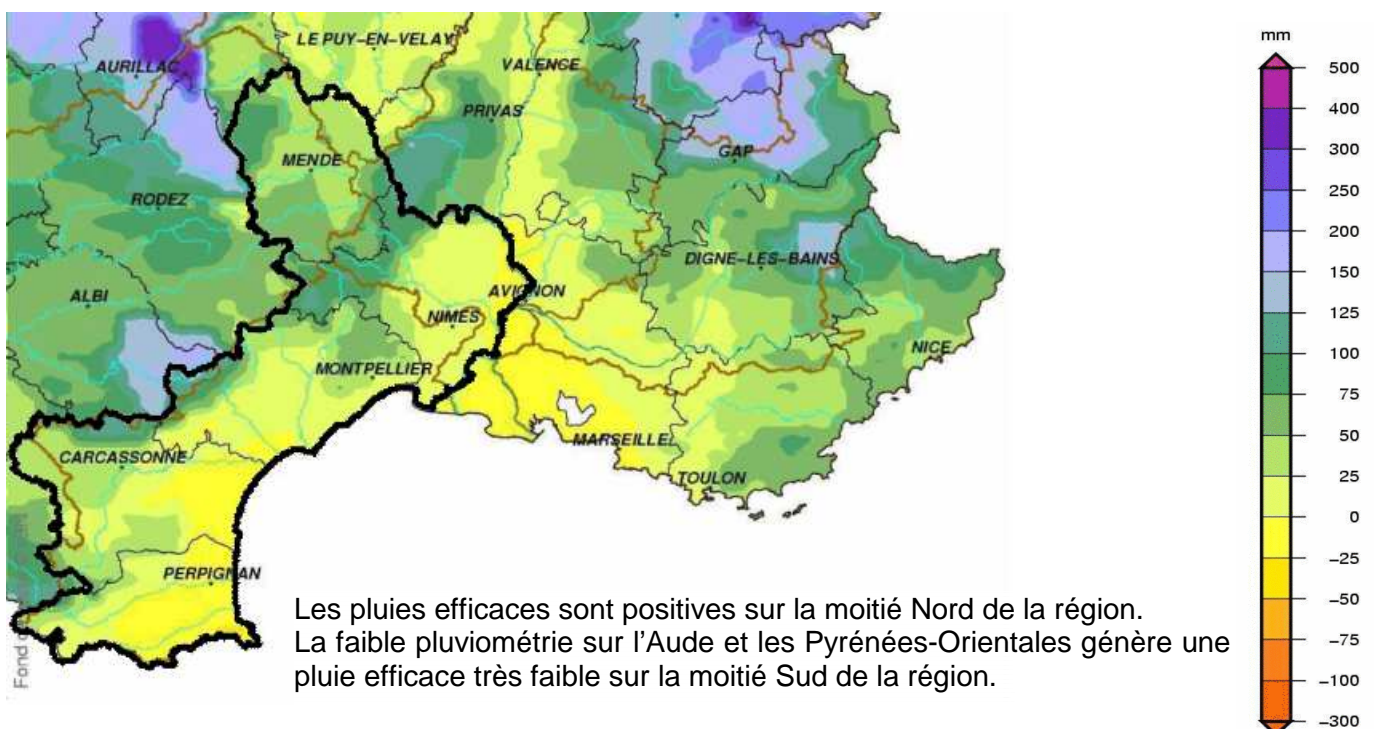 mm
500
400
300
250
200
150
125
100
75
50
25
0
-25
-50
-75
-100
-300
LE PUY-EN-VELAY
AURILLAC
VALENCE
PRIVAS
GAP
MENDE
RODEZ
DIGNE-LES-BAINS
ALBI
AVIGNON
NIMES
NICE
MONTPELLIER
MARSEILLE
CARCASSONNE
TOULON
PERPIGNAN
Fond
Les pluies efficaces sont positives sur la moitié Nord de la région.
La faible pluviométrie sur l’Aude et les Pyrénées-Orientales génère une
pluie efficace très faible sur la moitié Sud de la région.